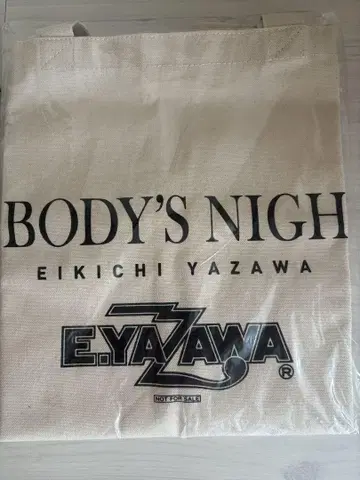 BODY'S NIGH
EIKICHI YAZAWA
E.YAZAWA®
NOT FOR SALE